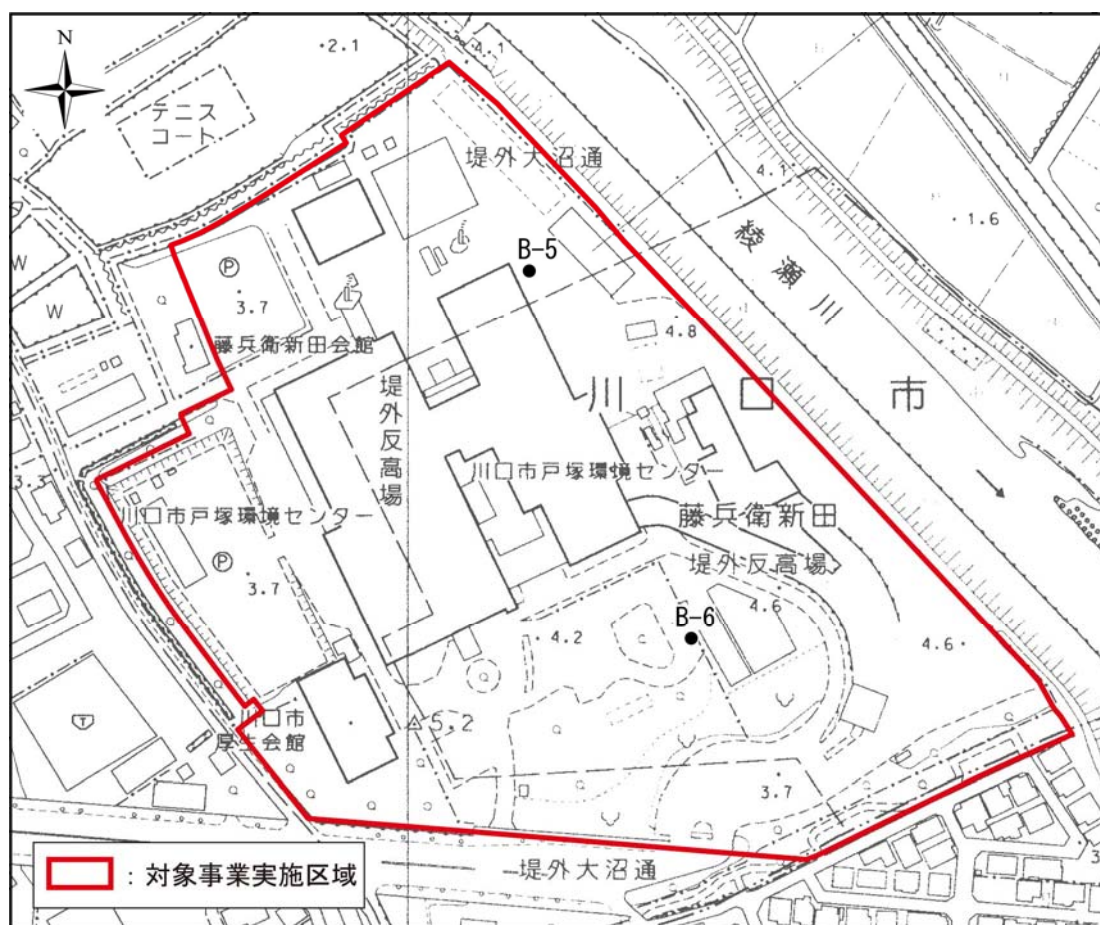 N
2.1
4.1
テニス
コート
堤外大沼通
4.1
1.6
綾瀬川
B-5
W
W
P
3.7
藤兵衛新田会館
4.8
堤外反高場
川口市
3.3
川口市戸塚環境センター
川口市戸塚環境センター
藤兵衛新田
堤外反高場
P
3.7
4.6
B-6
4.2
4.6
川口市
厚生会館
5.2
T
3.7
堤外大沼通
：対象事業実施区域